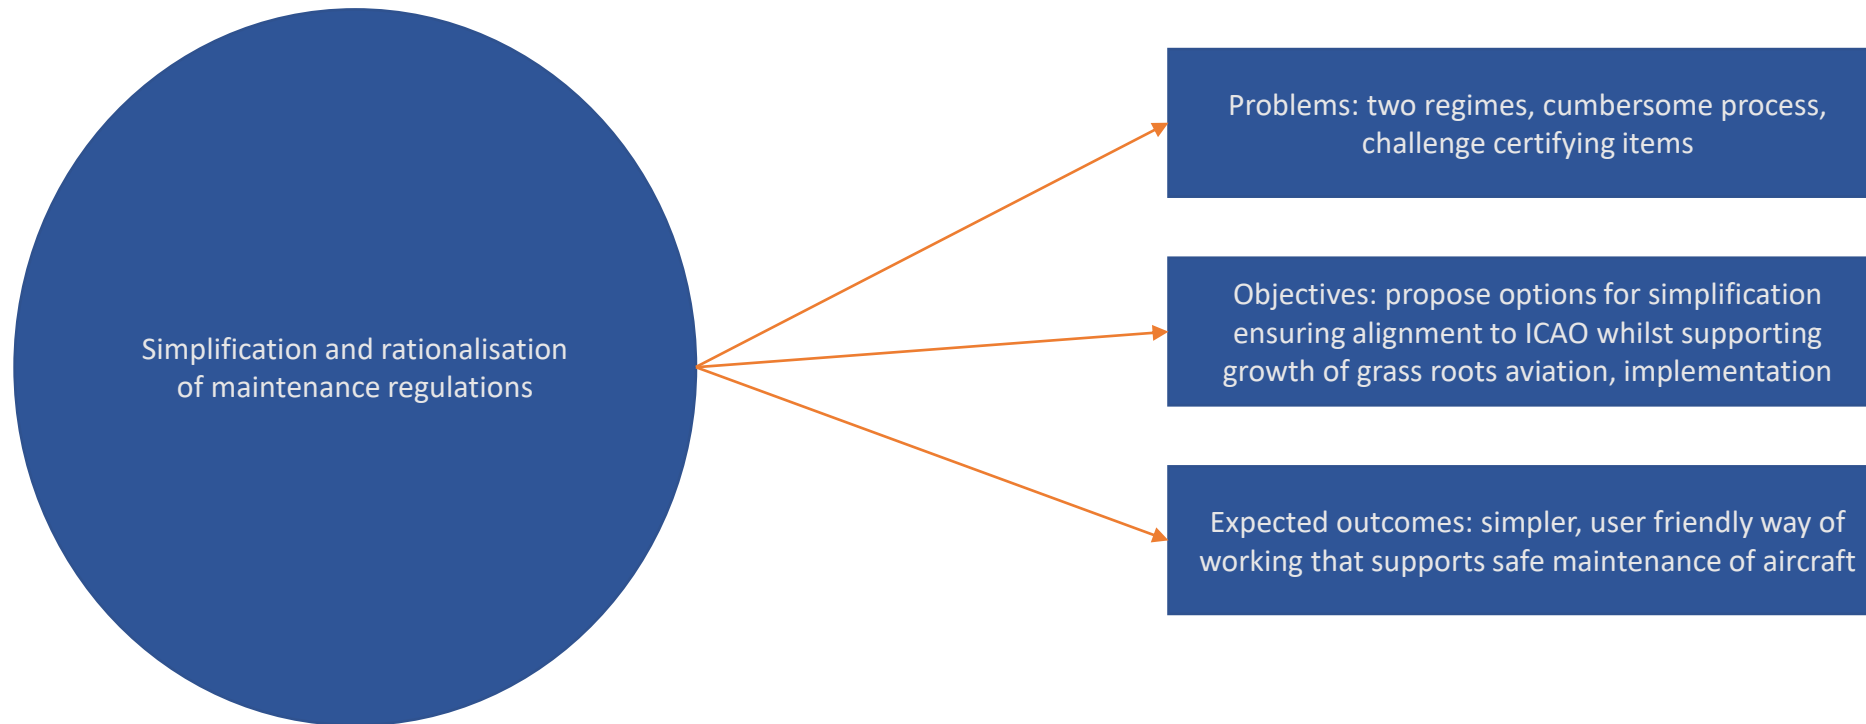 Simplification and rationalisation
of maintenance regulations
Problems: two regimes, cumbersome process,
challenge certifying items
Objectives: propose options for simplification
ensuring alignment to ICAO whilst supporting
growth of grass roots aviation, implementation
Expected outcomes: simpler, user friendly way of
working that supports safe maintenance of aircraft